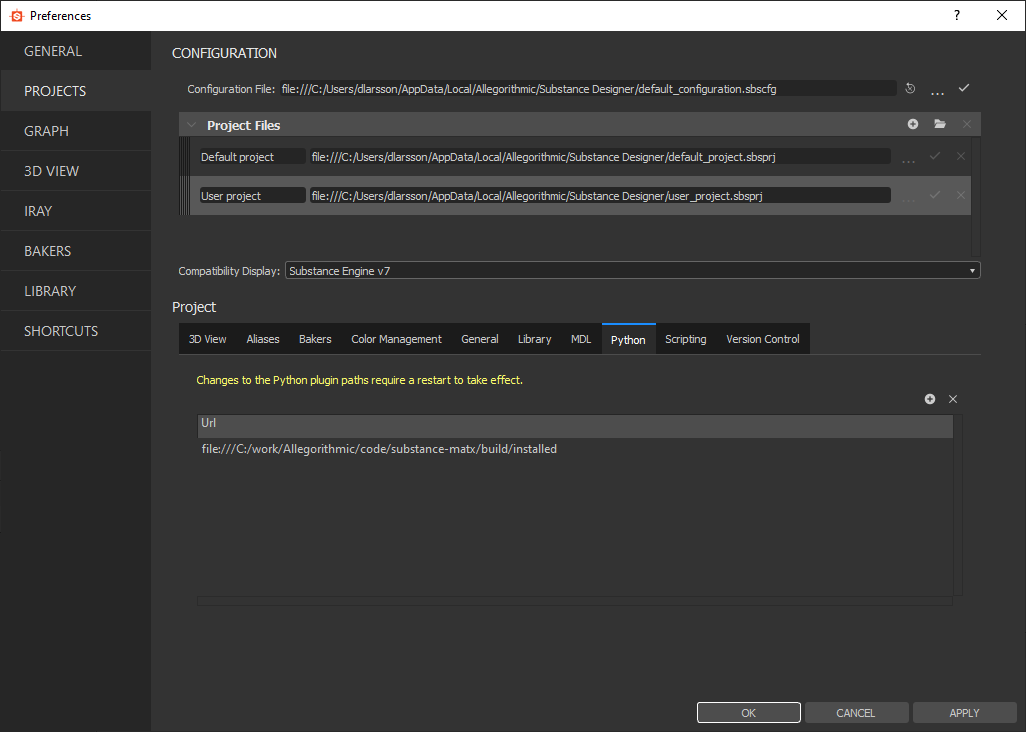 Preferences
?
GENERAL
PROJECTS
GRAPH
3D VIEW
IRAY
BAKERS
LIBRARY
SHORTCUTS
CONFIGURATION
Configuration File: file:///C:/Users/dlarsson/AppData/Local/Allegorithmic/Substance Designer/default_configuration.sbscfg ...
Project Files
Default project file:///C:/Users/dlarsson/AppData/Local/Allegorithmic/Substance Designer/default_project.sbsprj ...
User project file:///C:/Users/dlarsson/AppData/Local/Allegorithmic/Substance Designer/user_project.sbsprj ...
Compatibility Display: Substance Engine v7
Project
3D View Aliases Bakers Color Management General Library MDL Python Scripting Version Control
Changes to the Python plugin paths require a restart to take effect.
Url
file:///C:/work/Allegorithmic/code/substance-matx/build/installed
OK CANCEL APPLY